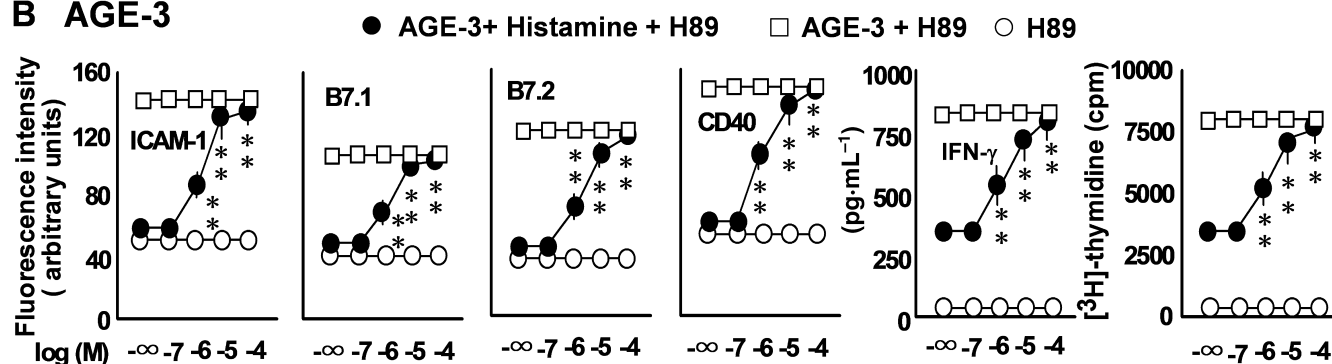 B AGE-3
AGE-3+ Histamine + H89 AGE-3 + H89 H89
Fluorescence intensity
( arbitrary units)
160
120
80
40
0
ICAM-1
B7.1
B7.2
CD40
(pg·mL⁻¹)
1000
750
500
250
0
IFN-γ
[³H]-thymidine (cpm)
10000
7500
5000
2500
0
log (M) -∞ -7 -6 -5 -4 -∞ -7 -6 -5 -4 -∞ -7 -6 -5 -4 -∞ -7 -6 -5 -4 -∞ -7 -6 -5 -4 -∞ -7 -6 -5 -4